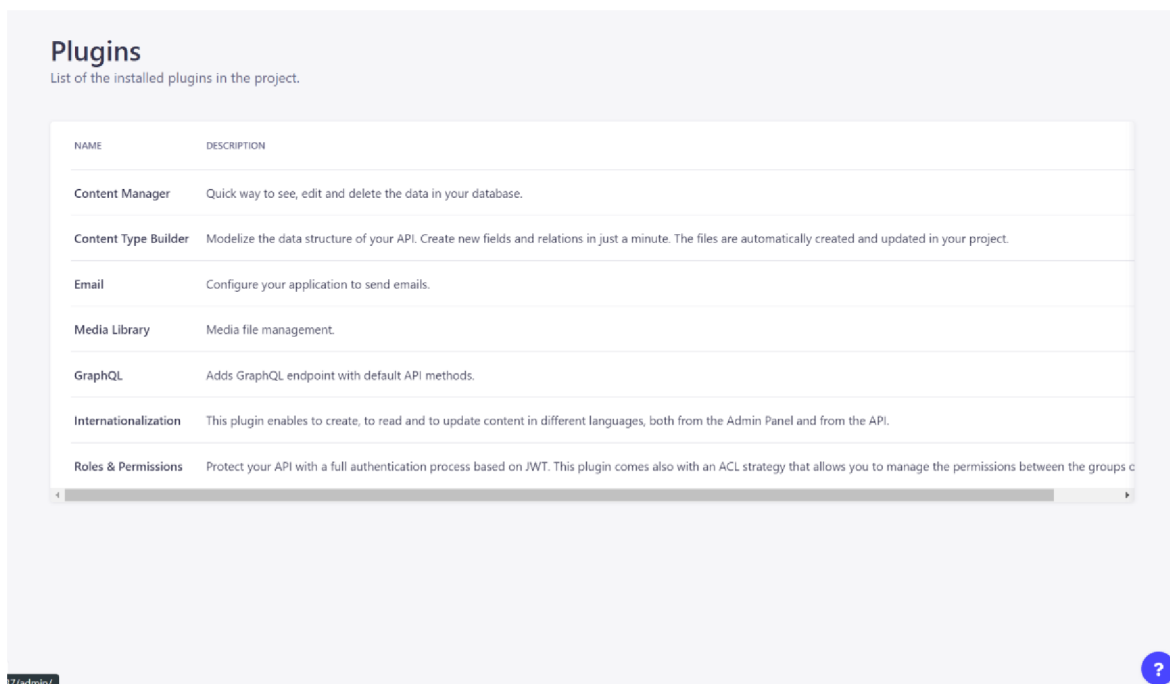 Plugins
List of the installed plugins in the project.
NAME DESCRIPTION
Content Manager Quick way to see, edit and delete the data in your database.
Content Type Builder Modelize the data structure of your API. Create new fields and relations in just a minute. The files are automatically created and updated in your project.
Email Configure your application to send emails.
Media Library Media file management.
GraphQL Adds GraphQL endpoint with default API methods.
Internationalization This plugin enables to create, to read and to update content in different languages, both from the Admin Panel and from the API.
Roles & Permissions Protect your API with a full authentication process based on JWT. This plugin comes also with an ACL strategy that allows you to manage the permissions between the groups
?
/admin/